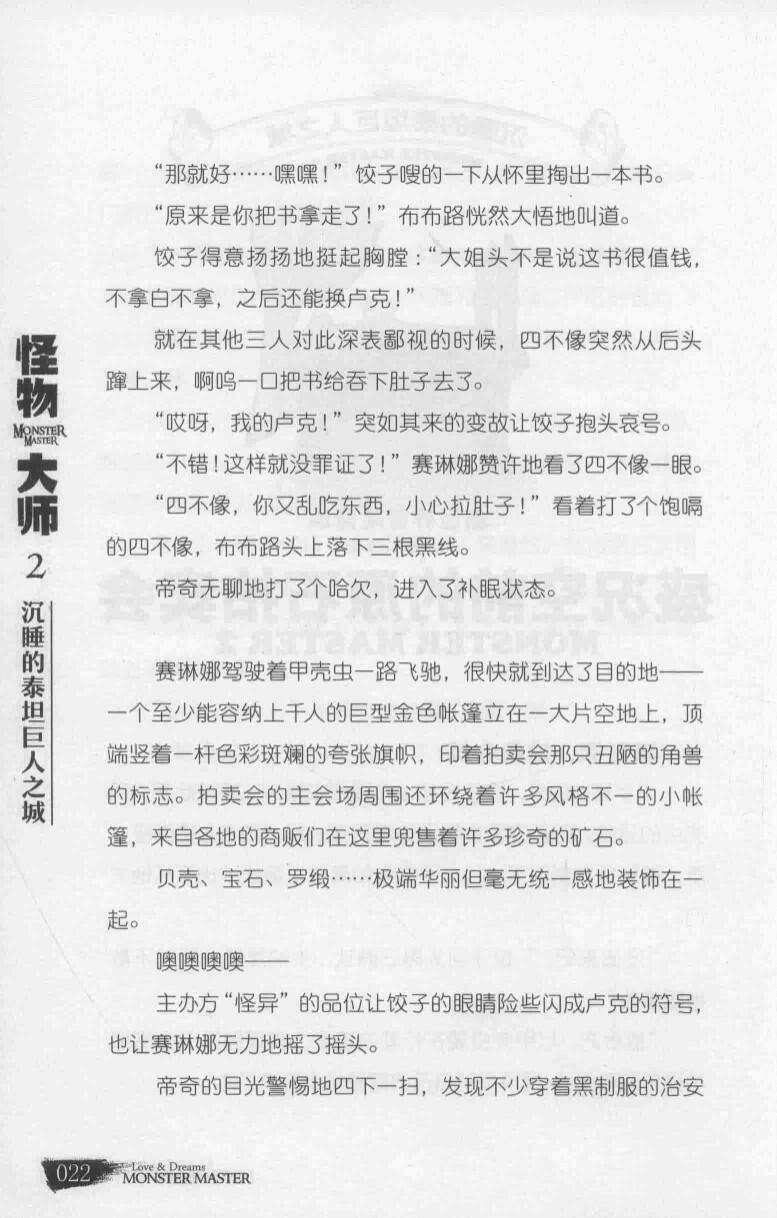 “那就好……嘿嘿！”饺子嗖的一下从怀里掏出一本书。
“原来是你把书拿走了！”布布路恍然大悟地叫道。
饺子得意扬扬地挺起胸膛：“大姐头不是说这书很值钱，
不拿白不拿，之后还能换卢克！”
就在其他三人对此深表鄙视的时候，四不像突然从后头
蹿上来，啊呜一口把书给吞下肚子去了。
“哎呀，我的卢克！”突如其来的变故让饺子抱头哀号。
“不错！这样就没罪证了！”赛琳娜赞许地看了四不像一眼。
“四不像，你又乱吃东西，小心拉肚子！”看着打了个饱嗝
的四不像，布布路头上落下三根黑线。
帝奇无聊地打了个哈欠，进入了补眠状态。
赛琳娜驾驶着甲壳虫一路飞驰，很快就到达了目的地——
一个至少能容纳上千人的巨型金色帐篷立在一大片空地上，顶
端竖着一杆色彩斑斓的夸张旗帜，印着拍卖会那只丑陋的角兽
的标志。拍卖会的主会场周围还环绕着许多风格不一的小帐
篷，来自各地的商贩们在这里兜售着许多珍奇的矿石。
贝壳、宝石、罗缎……极端华丽但毫无统一感地装饰在一
起。
噢噢噢噢——
主办方“怪异”的品位让饺子的眼睛险些闪成卢克的符号，
也让赛琳娜无力地摇了摇头。
帝奇的目光警惕地四下一扫，发现不少穿着黑制服的治安
怪物
MONSTER
MASTER
大师
2
沉睡的泰坦巨人之城
022
Love & Dreams
MONSTER MASTER